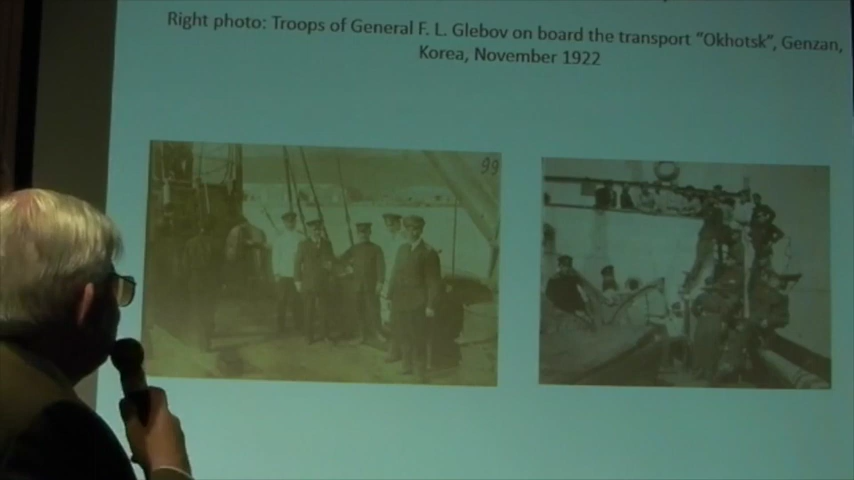 Right photo: Troops of General F. L. Glebov on board the transport “Okhotsk”, Genzan,
Korea, November 1922
99